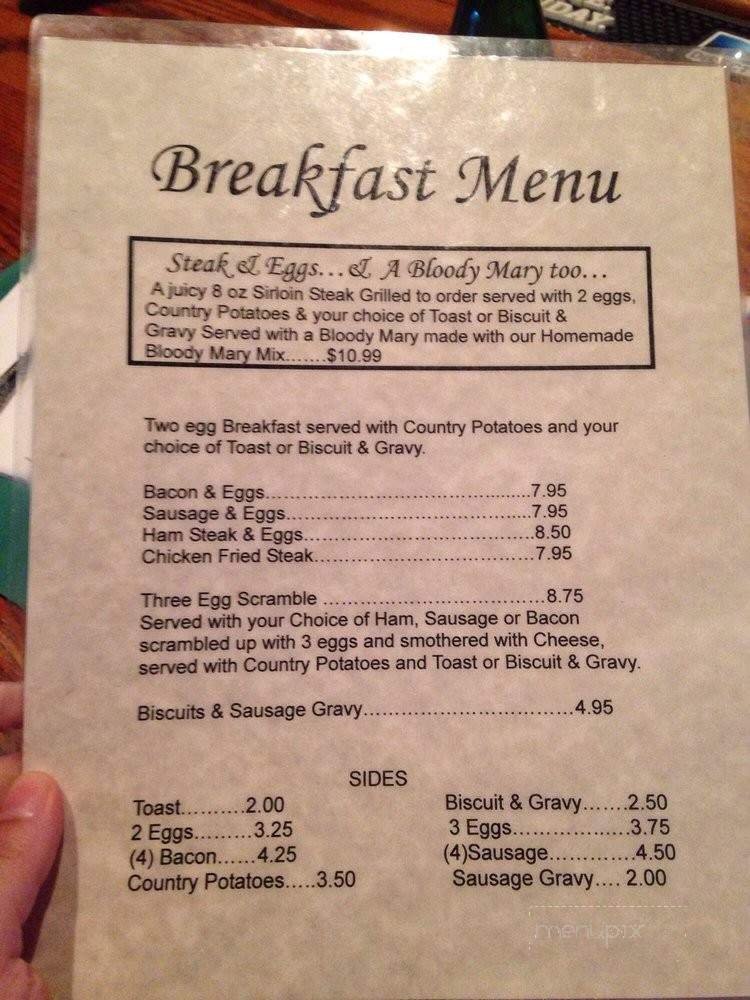 DAY.
Breakfast Menu
Steak & Eggs...& A Bloody Mary too...
A juicy 8 oz Sirloin Steak Grilled to order served with 2 eggs,
Country Potatoes & your choice of Toast or Biscuit &
Gravy Served with a Bloody Mary made with our Homemade
Bloody Mary Mix.......$10.99
Two egg Breakfast served with Country Potatoes and your
choice of Toast or Biscuit & Gravy.
Bacon & Eggs................................................7.95
Sausage & Eggs............................................7.95
Ham Steak & Eggs.........................................8.50
Chicken Fried Steak.......................................7.95
Three Egg Scramble .......................................8.75
Served with your Choice of Ham, Sausage or Bacon
scrambled up with 3 eggs and smothered with Cheese,
served with Country Potatoes and Toast or Biscuit & Gravy.
Biscuits & Sausage Gravy.....................................4.95
SIDES
Toast..........2.00 Biscuit & Gravy.......2.50
2 Eggs.........3.25 3 Eggs....................3.75
(4) Bacon......4.25 (4)Sausage.............4.50
Country Potatoes.....3.50 Sausage Gravy.... 2.00
menupix